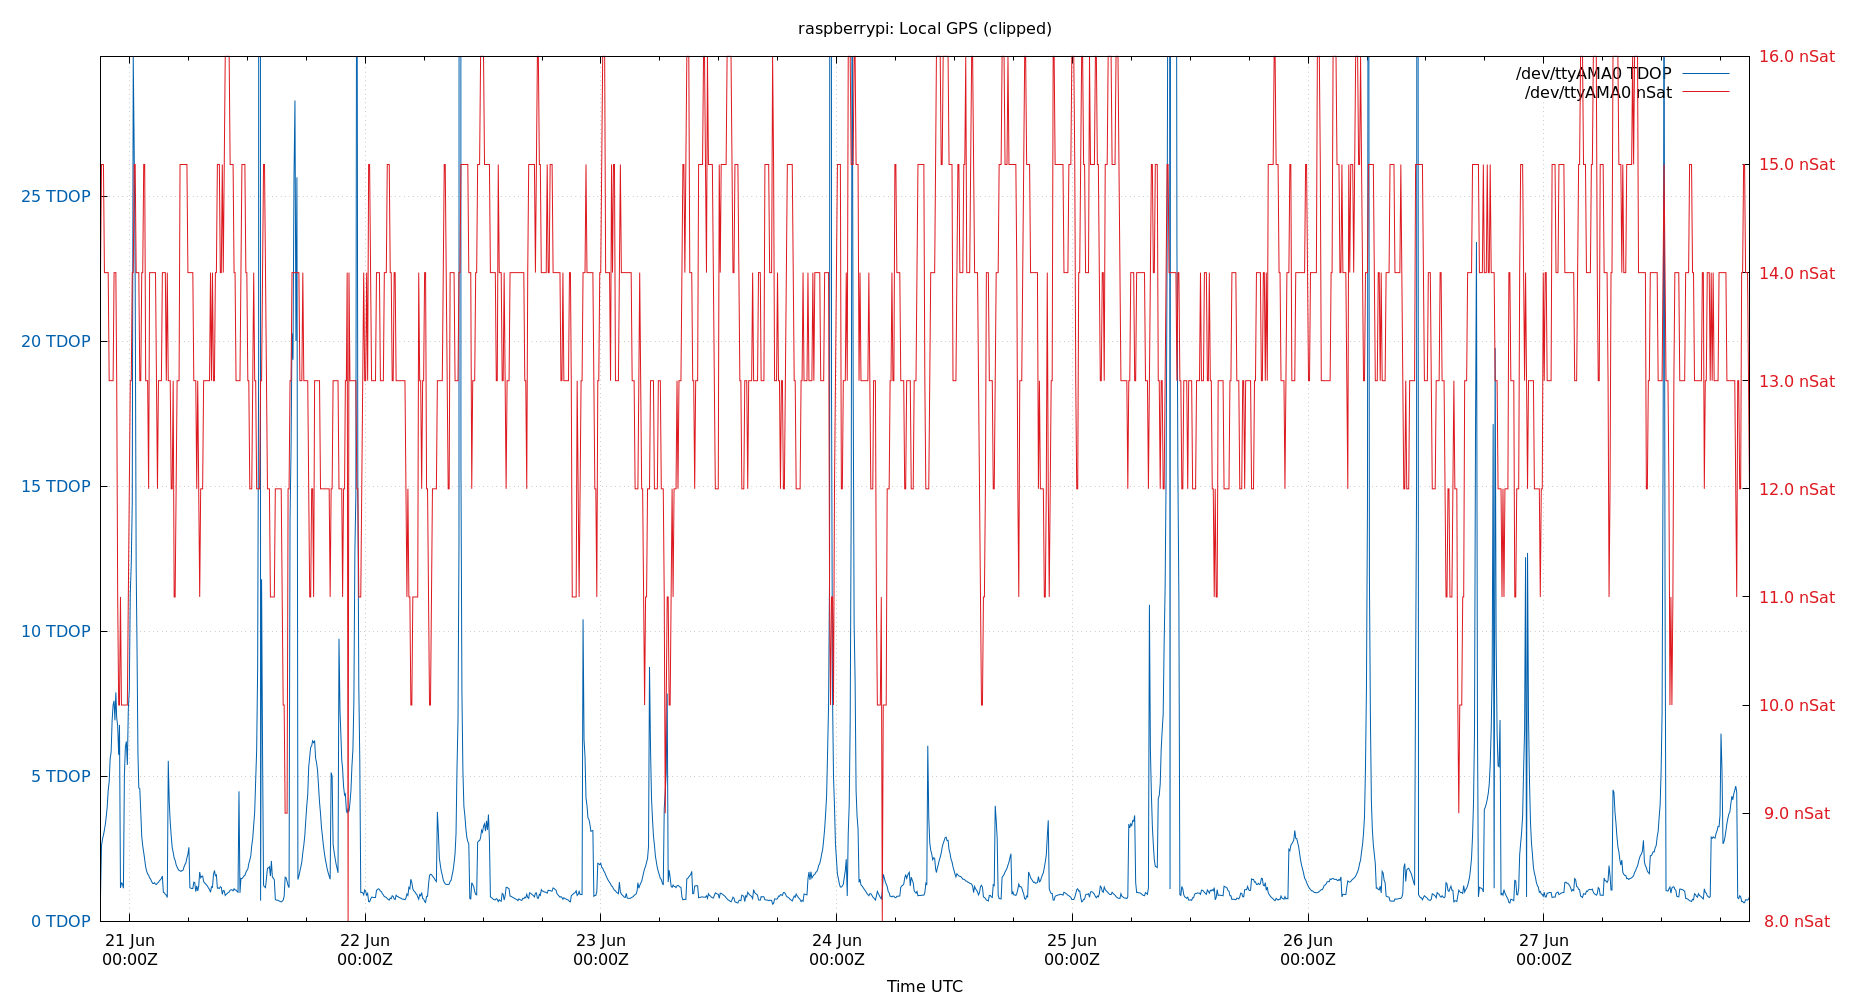 raspberrypi: Local GPS (clipped)
/dev/ttyAMA0 TDOP
/dev/ttyAMA0 nSat
25 TDOP
20 TDOP
15 TDOP
10 TDOP
5 TDOP
0 TDOP
16.0 nSat
15.0 nSat
14.0 nSat
13.0 nSat
12.0 nSat
11.0 nSat
10.0 nSat
9.0 nSat
8.0 nSat
21 Jun 22 Jun 23 Jun 24 Jun 25 Jun 26 Jun 27 Jun
00:00Z 00:00Z 00:00Z 00:00Z 00:00Z 00:00Z 00:00Z
Time UTC